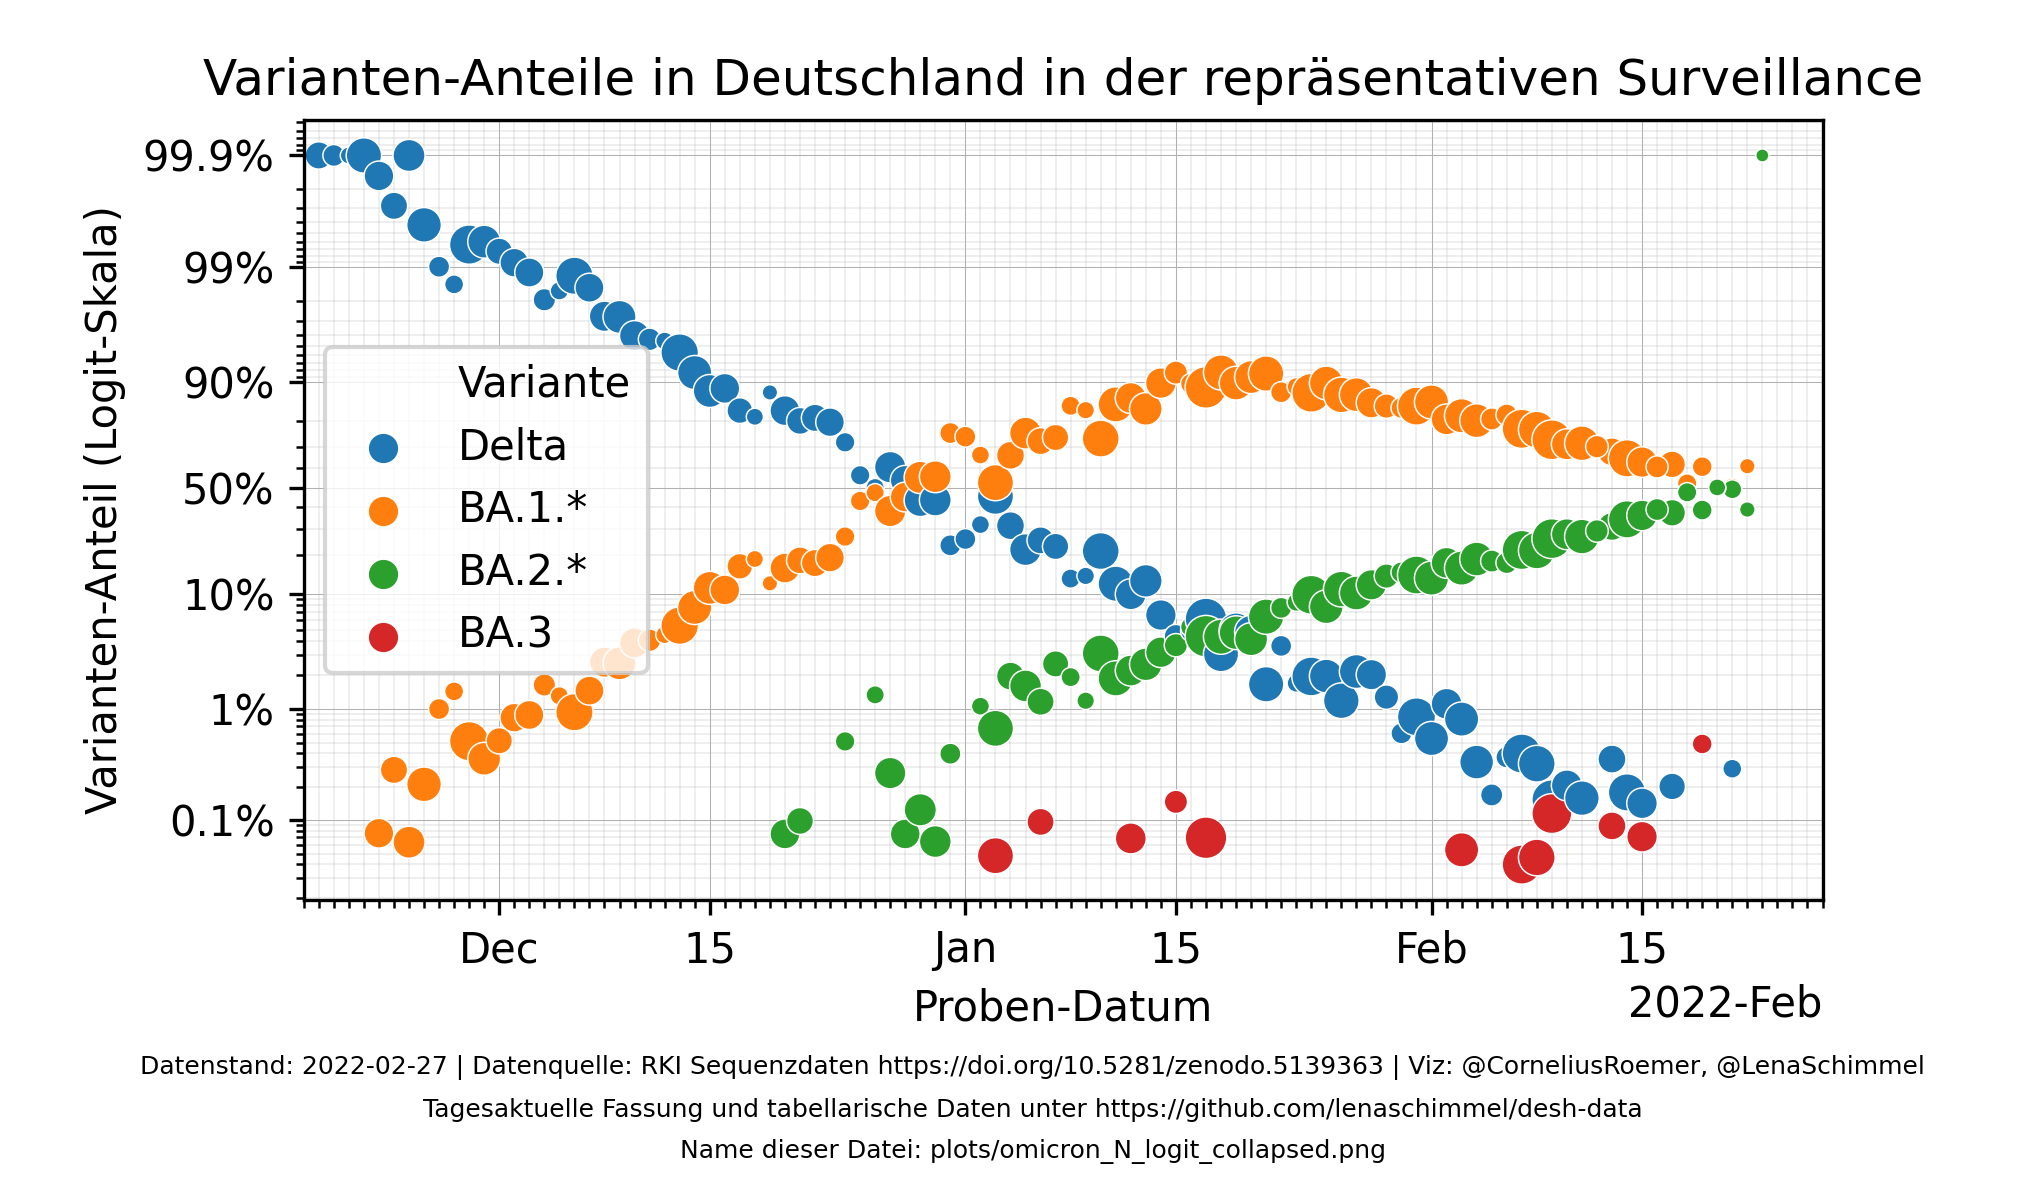 Varianten-Anteile in Deutschland in der repräsentativen Surveillance
Varianten-Anteil (Logit-Skala)
99.9%
99%
90%
50%
10%
1%
0.1%
Variante
Delta
BA.1.*
BA.2.*
BA.3
Dec 15 Jan 15 Feb 15
Proben-Datum
2022-Feb
Datenstand: 2022-02-27 | Datenquelle: RKI Sequenzdaten https://doi.org/10.5281/zenodo.5139363 | Viz: @CorneliusRoemer, @LenaSchimmel
Tagesaktuelle Fassung und tabellarische Daten unter https://github.com/lenaschimmel/desh-data
Name dieser Datei: plots/omicron_N_logit_collapsed.png